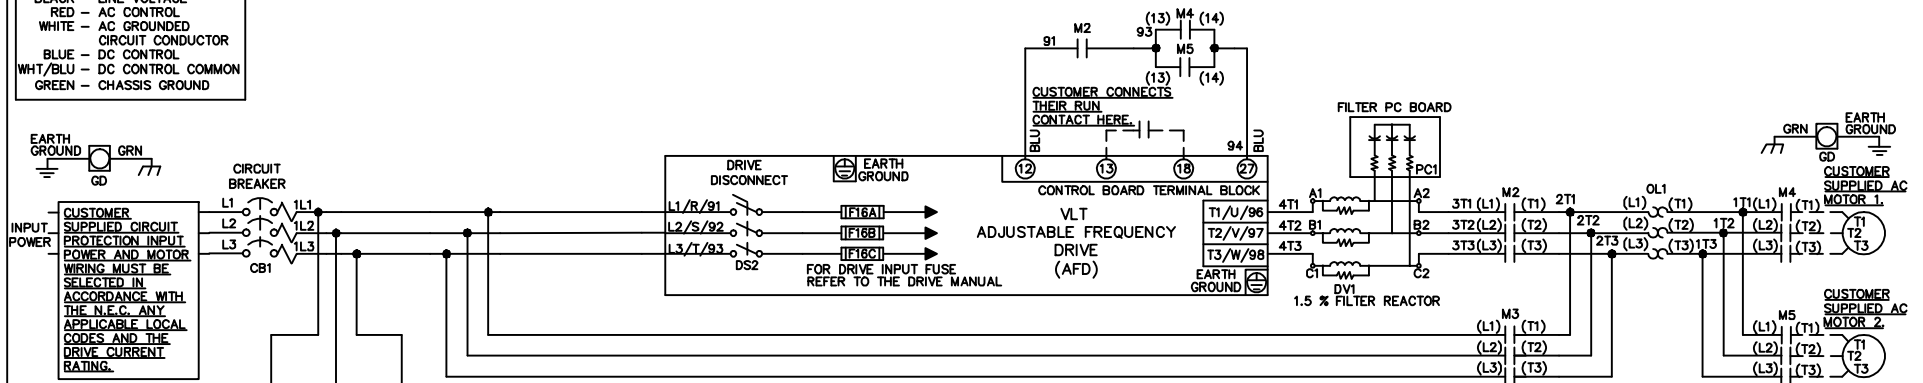 RED – AC CONTROL
WHITE – AC GROUNDED
CIRCUIT CONDUCTOR
BLUE – DC CONTROL
WHT/BLU – DC CONTROL COMMON
GREEN – CHASSIS GROUND
EARTH
GROUND
GRN
GD
INPUT
POWER
CUSTOMER
SUPPLIED CIRCUIT
PROTECTION INPUT
POWER AND MOTOR
WIRING MUST BE
SELECTED IN
ACCORDANCE WITH
THE N.E.C. ANY
APPLICABLE LOCAL
CODES AND THE
DRIVE CURRENT
RATING.
CIRCUIT
BREAKER
L1 1L1
L2 1L2
L3 1L3
CB1
DRIVE
DISCONNECT
EARTH
GROUND
L1/R/91
L2/S/92
L3/T/93
DS2
F16A
F16B
F16C
FOR DRIVE INPUT FUSE
REFER TO THE DRIVE MANUAL
91
M2
93
(13) M4 (14)
M5
(13) (14)
CUSTOMER CONNECTS
THEIR RUN
CONTACT HERE.
BLU
94
BLU
12
13
18
27
CONTROL BOARD TERMINAL BLOCK
VLT
ADJUSTABLE FREQUENCY
DRIVE
(AFD)
T1/U/96
T2/V/97
T3/W/98
EARTH
GROUND
4T1
4T2
4T3
A1 A2
B1 B2
C1 C2
DV1
1.5 % FILTER REACTOR
FILTER PC BOARD
PC1
M2
3T1 (L1) (T1) 2T1
3T2 (L2) (T2) 2T2
3T3 (L3) (T3) 2T3
M3
(L1) (T1)
(L2) (T2)
(L3) (T3)
OL1
(L1) (T1) 1T1
(L2) (T2) 1T2
(L3) (T3) 1T3
GRN
GD
EARTH
GROUND
CUSTOMER
SUPPLIED AC
MOTOR 1.
M4
(L1) (T1)
(L2) (T2)
(L3) (T3)
T1
T2
T3
CUSTOMER
SUPPLIED AC
MOTOR 2.
M5
(L1) (T1)
(L2) (T2)
(L3) (T3)
T1
T2
T3